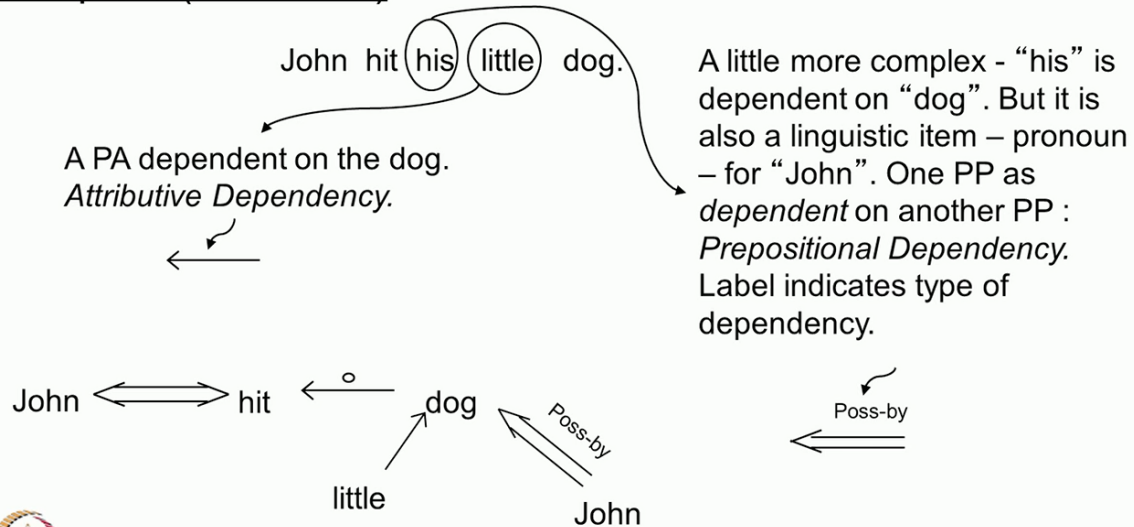 John hit his little dog.
A PA dependent on the dog.
Attributive Dependency.
A little more complex - “his” is
dependent on “dog”. But it is
also a linguistic item – pronoun
– for “John”. One PP as
dependent on another PP :
Prepositional Dependency.
Label indicates type of
dependency.
Poss-by
John hit o dog
Poss-by
little
John